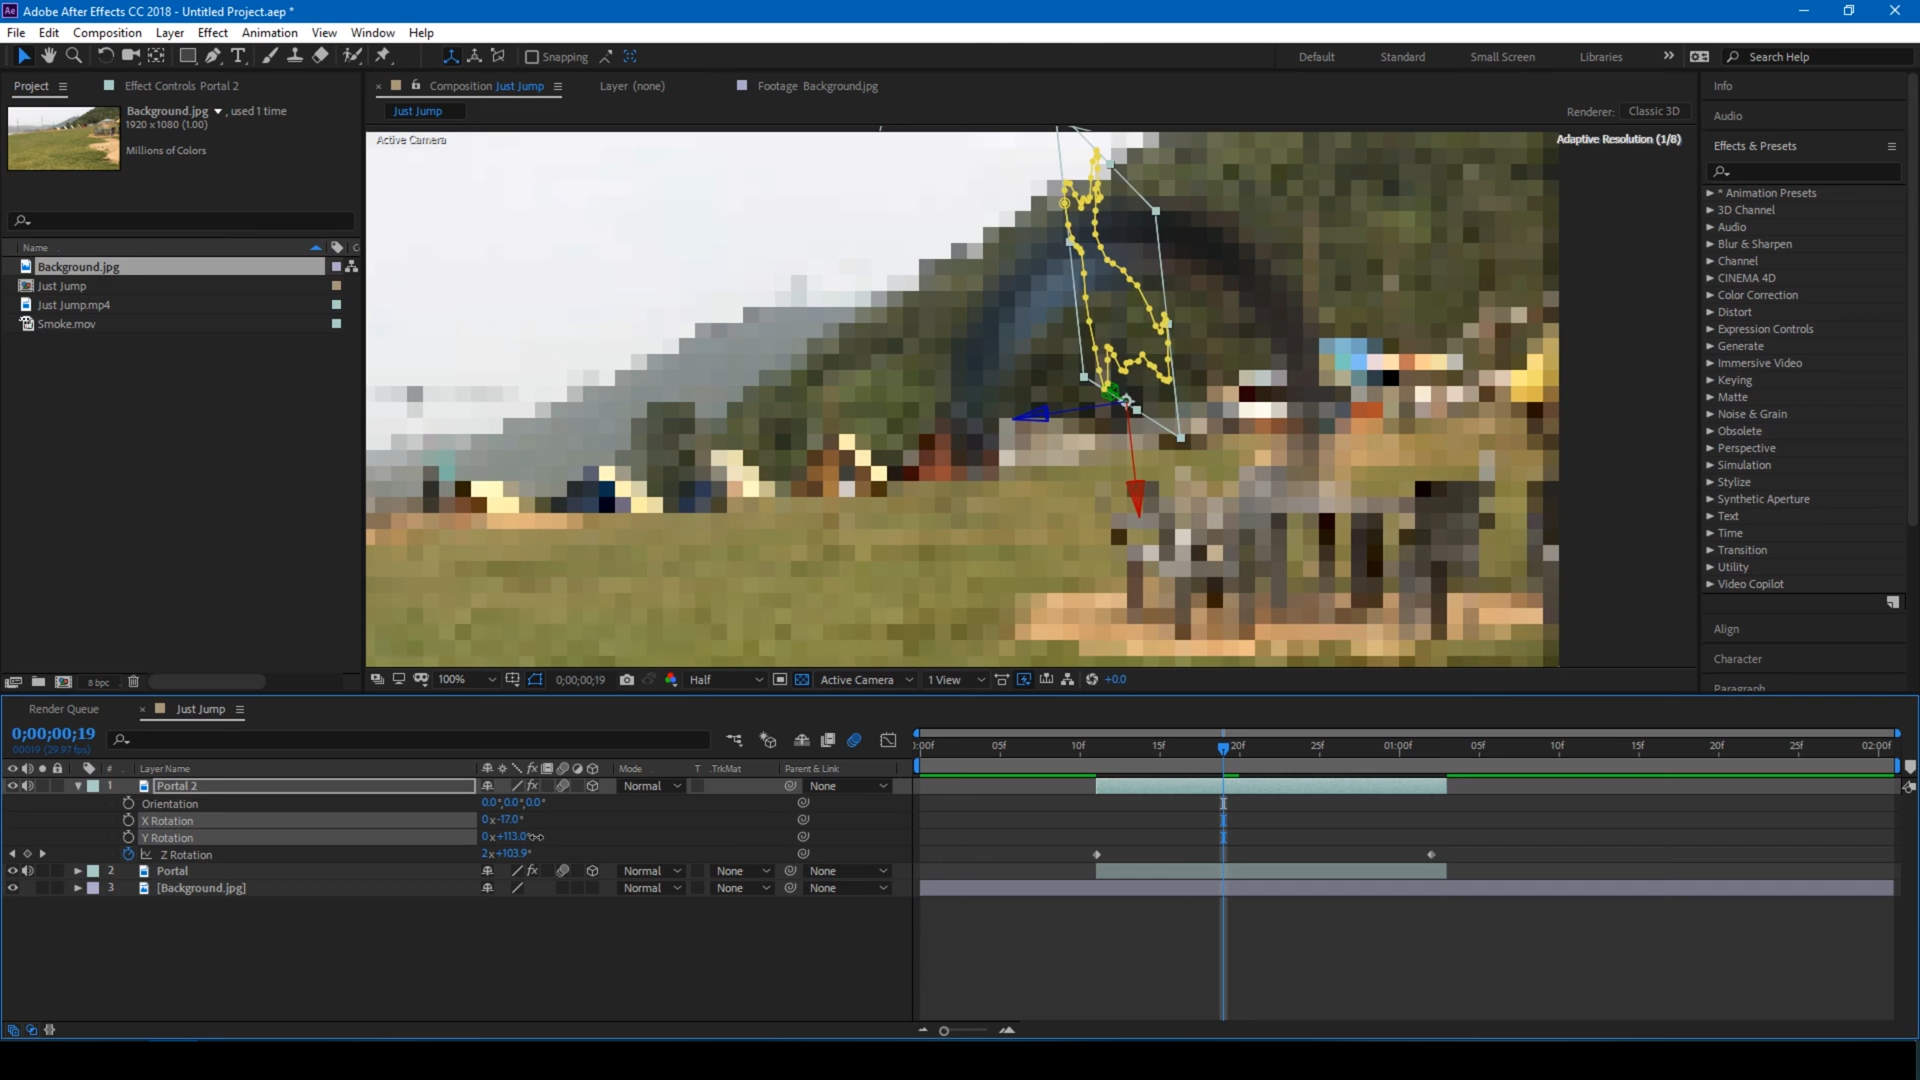 Ae Adobe After Effects CC 2018 - Untitled Project.aep *
File Edit Composition Layer Effect Animation View Window Help
Snapping
Default Standard Small Screen Libraries » Search Help
Project Effect Controls Portal 2
Composition Just Jump Layer (none) Footage Background.jpg
Just Jump
Renderer: Classic 3D
Background.jpg , used 1 time
1920 x 1080 (1.00)
Millions of Colors
Active Camera
Adaptive Resolution (1/8)
Name
Background.jpg
Just Jump
Just Jump.mp4
Smoke.mov
Info
Audio
Effects & Presets
* Animation Presets
3D Channel
Audio
Blur & Sharpen
Channel
CINEMA 4D
Color Correction
Distort
Expression Controls
Generate
Immersive Video
Keying
Matte
Noise & Grain
Obsolete
Perspective
Simulation
Stylize
Synthetic Aperture
Text
Time
Transition
Utility
Video Copilot
Align
Character
Paragraph
8 bpc
100% 0;00;00;19 Half Active Camera 1 View +0.0
Render Queue × Just Jump
0;00;00;19
00019 (29.97 fps)
# Layer Name fx Mode T .TrkMat Parent & Link
:00f 05f 10f 15f 20f 25f 01:00f 05f 10f 15f 20f 25f 02:00f
1 Portal 2 fx Normal None
Orientation 0.0°,0.0°,0.0°
X Rotation 0x-17.0°
Y Rotation 0x+113.0°
Z Rotation 2x+103.9°
2 Portal fx Normal None None
3 [Background.jpg] Normal None None